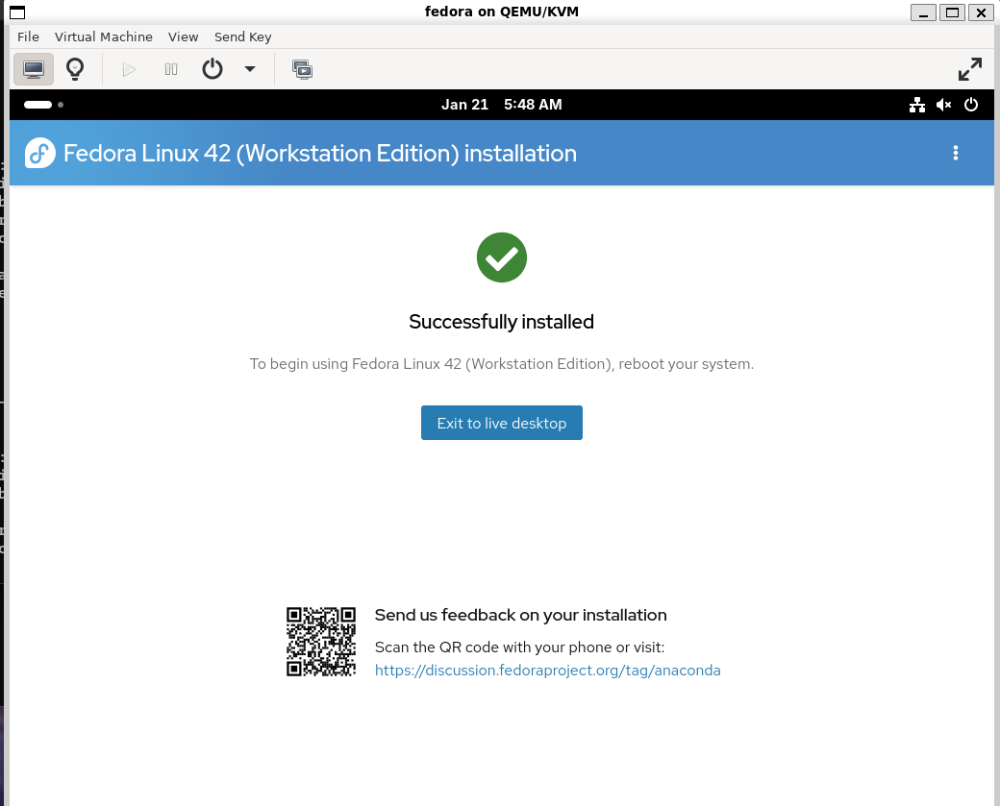 fedora on QEMU/KVM
File Virtual Machine View Send Key
Jan 21 5:48 AM
Fedora Linux 42 (Workstation Edition) installation
Successfully installed
To begin using Fedora Linux 42 (Workstation Edition), reboot your system.
Exit to live desktop
Send us feedback on your installation
Scan the QR code with your phone or visit:
https://discussion.fedoraproject.org/tag/anaconda